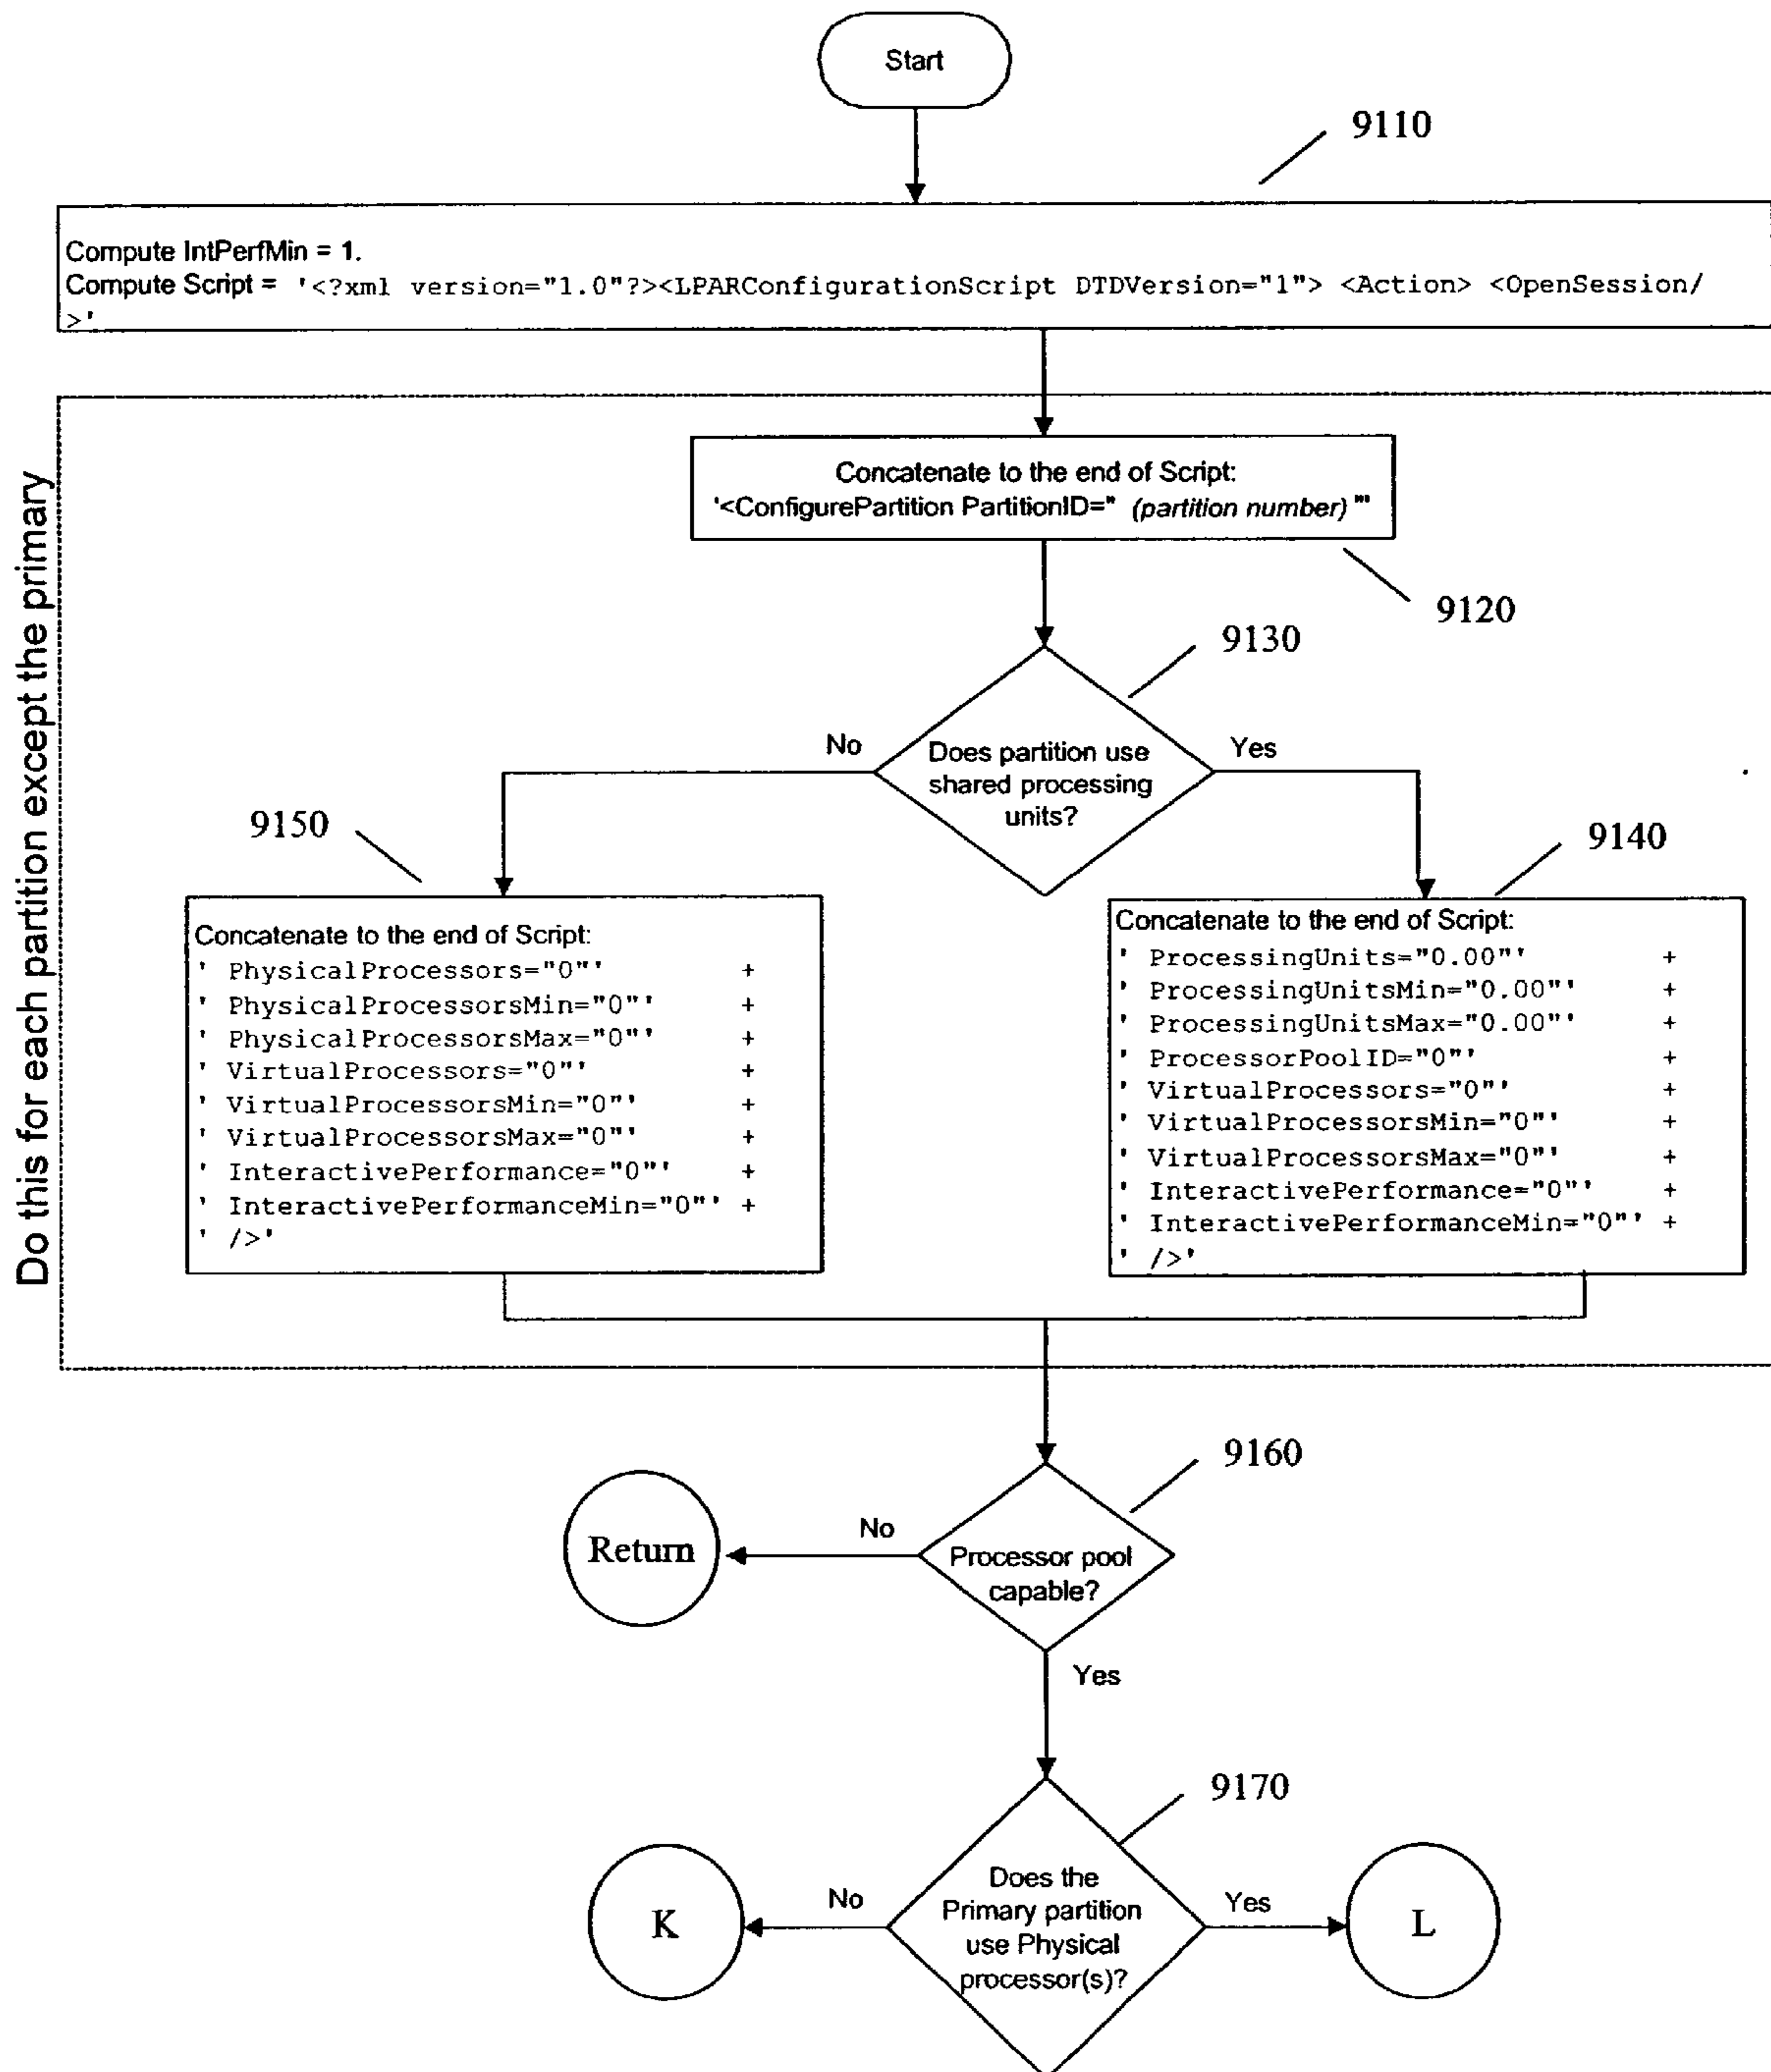 Start
9110
Compute IntPerfMin = 1.
Compute Script = '<?xml version="1.0"?><LPARConfigurationScript DTDVersion="1"> <Action> <OpenSession/
>'
Do this for each partition except the primary
Concatenate to the end of Script:
'<ConfigurePartition PartitionID=" (partition number) "'
9120
9130
No
Does partition use
shared processing
units?
Yes
9150
9140
Concatenate to the end of Script:
' PhysicalProcessors="0"' +
' PhysicalProcessorsMin="0"' +
' PhysicalProcessorsMax="0"' +
' VirtualProcessors="0"' +
' VirtualProcessorsMin="0"' +
' VirtualProcessorsMax="0"' +
' InteractivePerformance="0"' +
' InteractivePerformanceMin="0"' +
' />'
Concatenate to the end of Script:
' ProcessingUnits="0.00"' +
' ProcessingUnitsMin="0.00"' +
' ProcessingUnitsMax="0.00"' +
' ProcessorPoolID="0"' +
' VirtualProcessors="0"' +
' VirtualProcessorsMin="0"' +
' VirtualProcessorsMax="0"' +
' InteractivePerformance="0"' +
' InteractivePerformanceMin="0"' +
' />'
9160
Return
No
Processor pool
capable?
Yes
9170
K
No
Does the
Primary partition
use Physical
processor(s)?
Yes
L